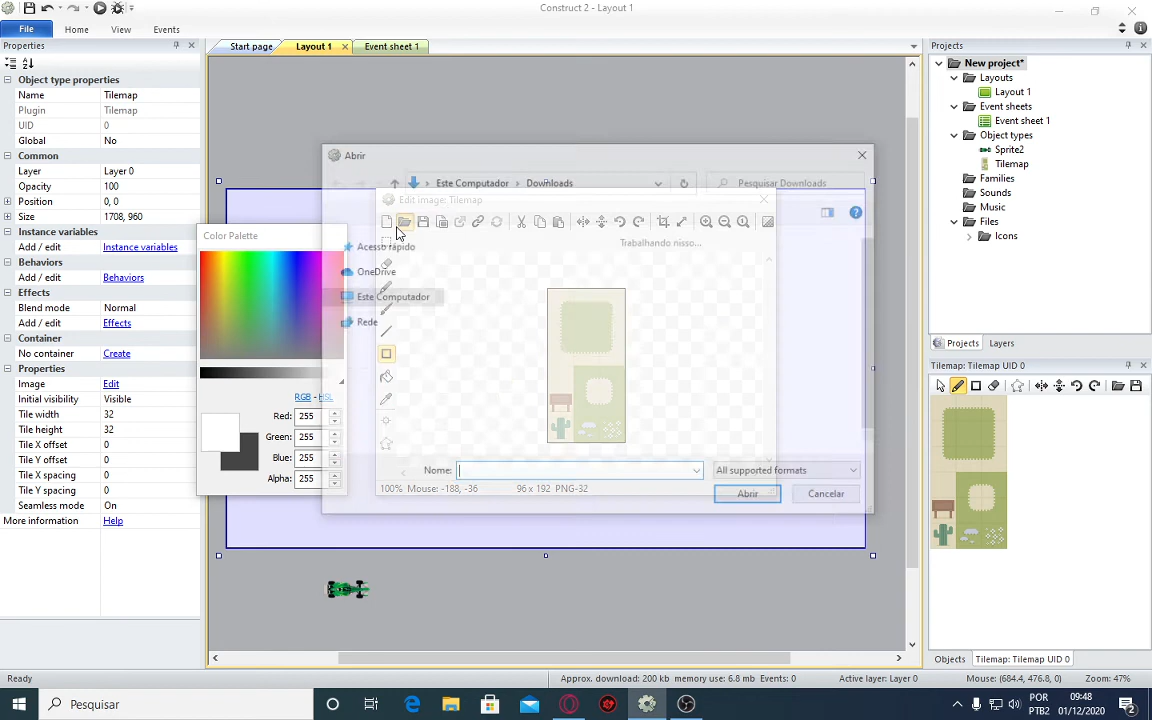 Construct 2 - Layout 1
File
Home
View
Events
Properties
Start page
Layout 1
Event sheet 1
Projects
Object type properties
Name Tilemap
Plugin Tilemap
UID 0
Global No
Common
Layer Layer 0
Opacity 100
Position 0, 0
Size 1708, 960
Instance variables
Add / edit Instance variables
Behaviors
Add / edit Behaviors
Effects
Blend mode Normal
Add / edit Effects
Container
No container Create
Properties
Image Edit
Initial visibility Visible
Tile width 32
Tile height 32
Tile X offset 0
Tile Y offset 0
Tile X spacing 0
Tile Y spacing 0
Seamless mode On
More information Help
Color Palette
RGB - HSL
Red: 255
Green: 255
Blue: 255
Alpha: 255
Abrir
Este Computador
Downloads
Pesquisar Downloads
Edit image: Tilemap
Trabalhando nisso...
Acesso rápido
OneDrive
Este Computador
Rede
Name:
All supported formats
100% Mouse: -188, -36 96 x 192 PNG-32
Abrir
Cancelar
New project*
Layouts
Layout 1
Event sheets
Event sheet 1
Object types
Sprite2
Tilemap
Families
Sounds
Music
Files
Icons
Projects
Layers
Tilemap: Tilemap UID 0
Objects
Tilemap: Tilemap UID 0
Ready
Approx. download: 200 kb memory use: 6.8 mb Events: 0
Active layer: Layer 0
Mouse: (684.4, 476.8, 0)
Zoom: 47%
Pesquisar
POR
PTB2
09:48
01/12/2020
2